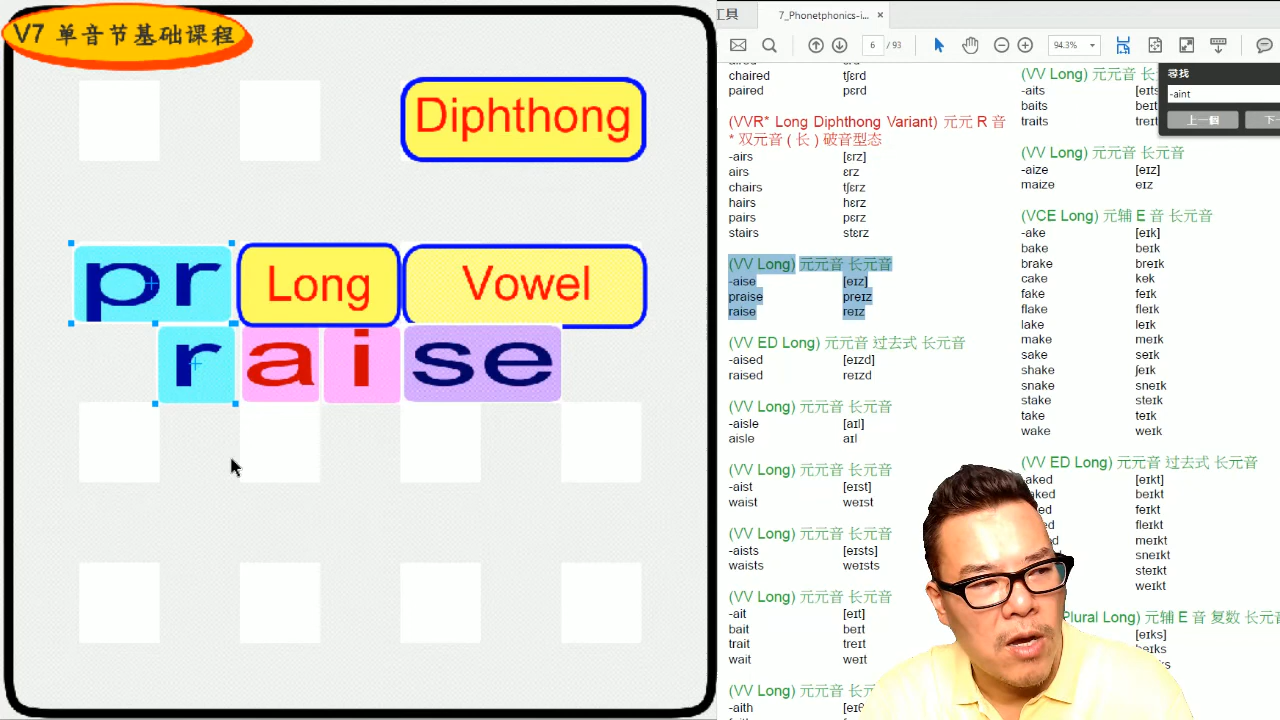 V7 单音节基础课程
Diphthong
pr Long Vowel
r a i se
工具
7_Phonetphonics-i... ×
6 / 93
94.3%
chaired tʃɛrd
paired pɛrd
(VVR* Long Diphthong Variant) 元元 R 音
* 双元音 ( 长 ) 破音型态
-airs [ɛrz]
airs ɛrz
chairs tʃɛrz
hairs hɛrz
pairs pɛrz
stairs stɛrz
(VV Long) 元元音 长元音
-aise [eɪz]
praise preɪz
raise reɪz
(VV ED Long) 元元音 过去式 长元音
-aised [eɪzd]
raised reɪzd
(VV Long) 元元音 长元音
-aisle [aɪl]
aisle aɪl
(VV Long) 元元音 长元音
-aist [eɪst]
waist weɪst
(VV Long) 元元音 长元音
-aists [eɪsts]
waists weɪsts
(VV Long) 元元音 长元音
-ait [eɪt]
bait beɪt
trait treɪt
wait weɪt
(VV Long) 元元音 长元
-aith
(VV Long) 元元音 长
-aits
baits
traits
尋找
-aint
上一個
(VV Long) 元元音 长元音
-aize [eɪz]
maize eɪz
(VCE Long) 元辅 E 音 长元音
-ake [eɪk]
bake beɪk
brake breɪk
cake kek
fake feɪk
flake fleɪk
lake leɪk
make meɪk
sake seɪk
shake ʃeɪk
snake sneɪk
stake steɪk
take teɪk
wake weɪk
(VV ED Long) 元元音 过去式 长元音
-aked [eɪkt]
beɪkt
feɪkt
fleɪkt
meɪkt
sneɪkt
steɪkt
weɪkt
Plural Long) 元辅 E 音 复数 长元音
[eɪks]
beɪks